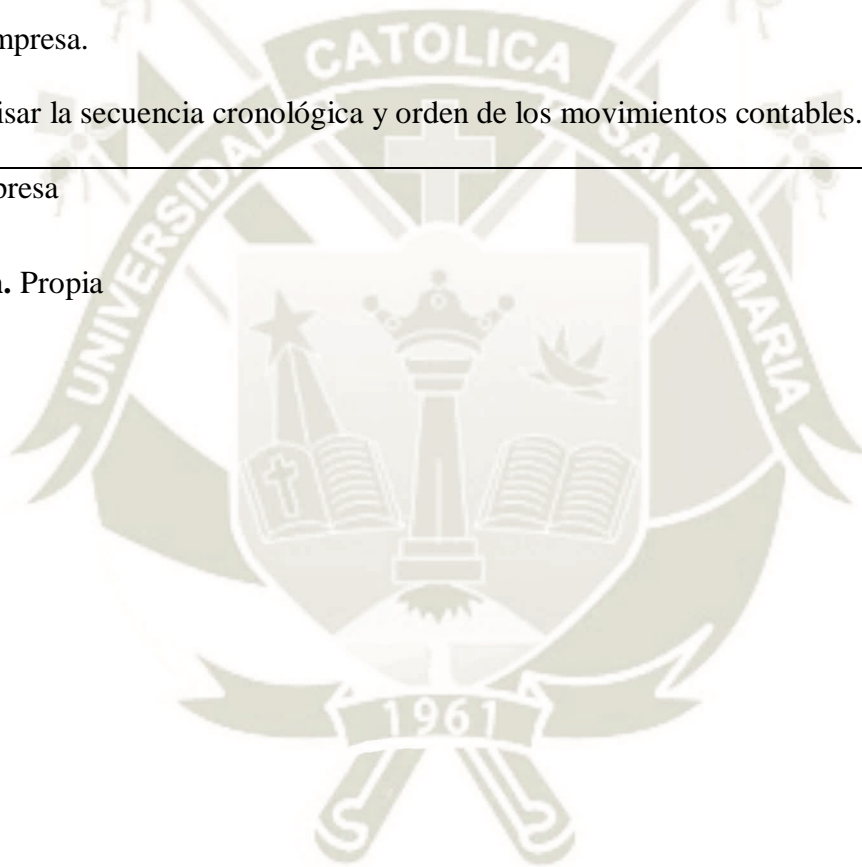 mpresa.
isar la secuencia cronológica y orden de los movimientos contables.
presa
n. Propia
UNIVERSIDAD CATOLICA SANTA MARIA
1961